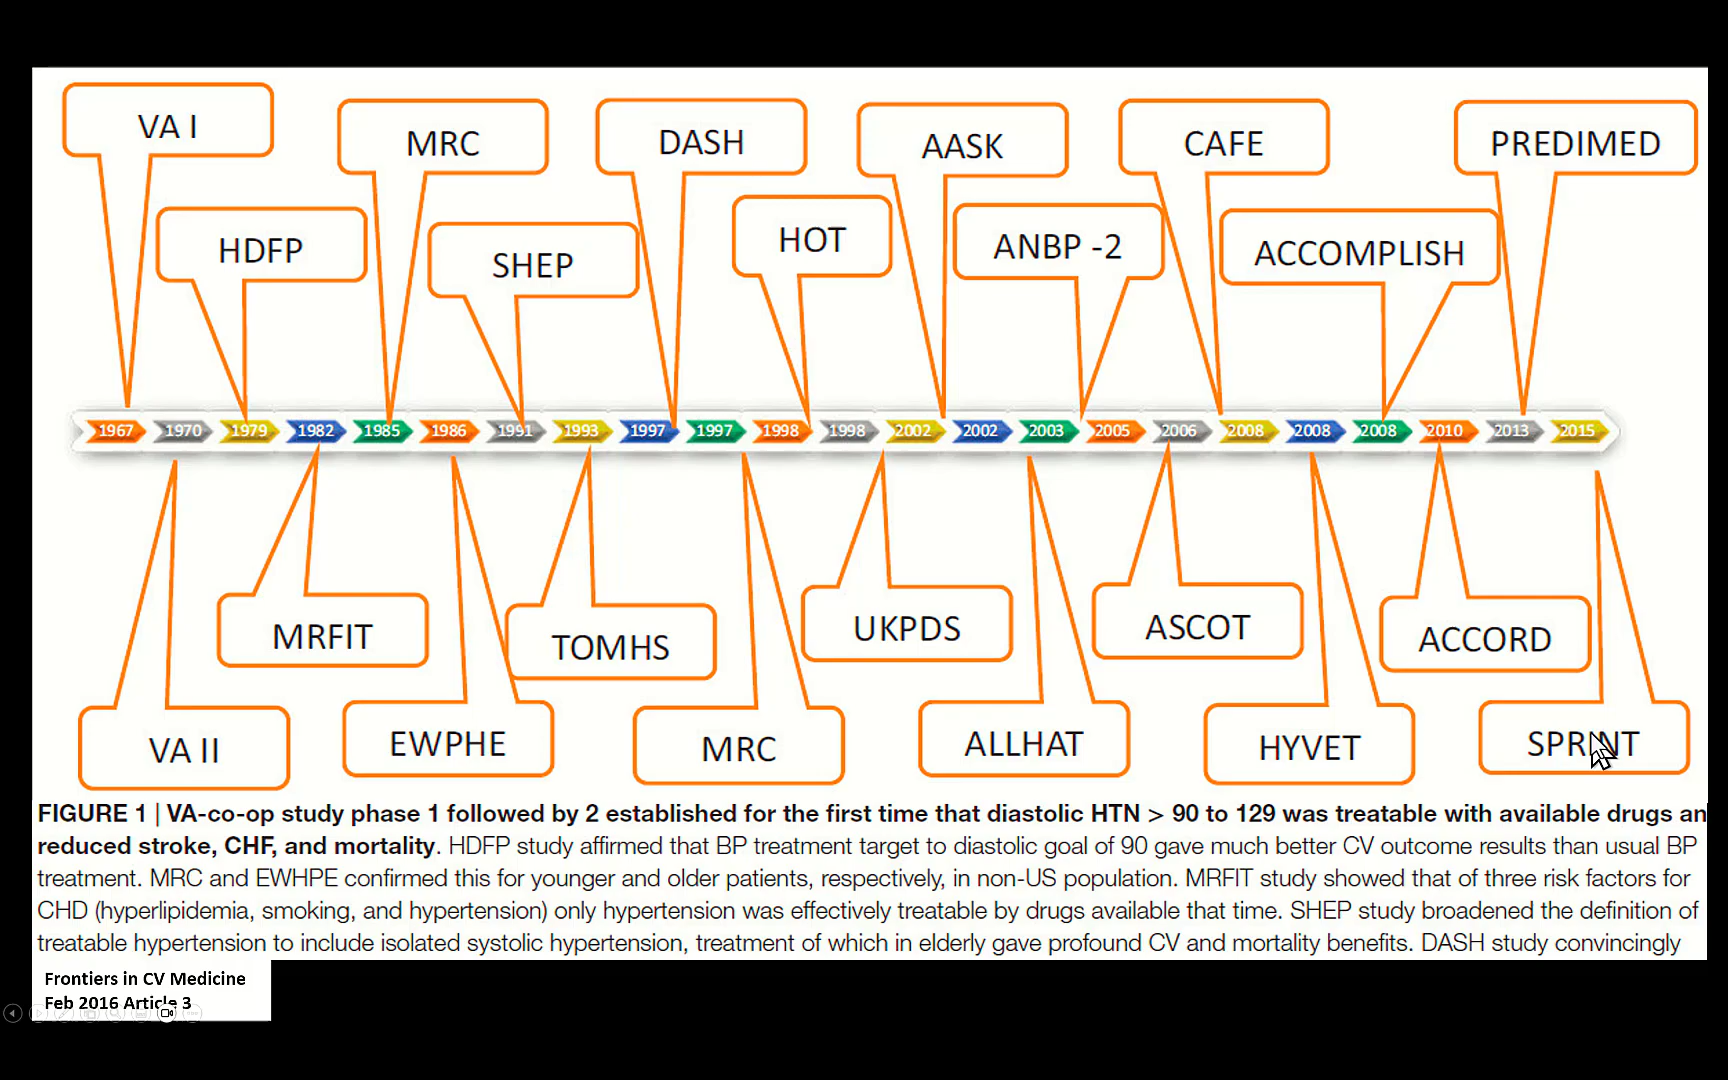 VA I
MRC
DASH
AASK
CAFE
PREDIMED
HDFP
SHEP
HOT
ANBP -2
ACCOMPLISH
1967 1970 1979 1982 1985 1986 1991 1993 1997 1997 1998 1998 2002 2002 2003 2005 2006 2008 2008 2008 2010 2013 2015
MRFIT
TOMHS
UKPDS
ASCOT
ACCORD
VA II
EWPHE
MRC
ALLHAT
HYVET
SPRINT
FIGURE 1 | VA-co-op study phase 1 followed by 2 established for the first time that diastolic HTN > 90 to 129 was treatable with available drugs an
reduced stroke, CHF, and mortality. HDFP study affirmed that BP treatment target to diastolic goal of 90 gave much better CV outcome results than usual BP
treatment. MRC and EWHPE confirmed this for younger and older patients, respectively, in non-US population. MRFIT study showed that of three risk factors for
CHD (hyperlipidemia, smoking, and hypertension) only hypertension was effectively treatable by drugs available that time. SHEP study broadened the definition of
treatable hypertension to include isolated systolic hypertension, treatment of which in elderly gave profound CV and mortality benefits. DASH study convincingly
Frontiers in CV Medicine
Feb 2016 Article 3